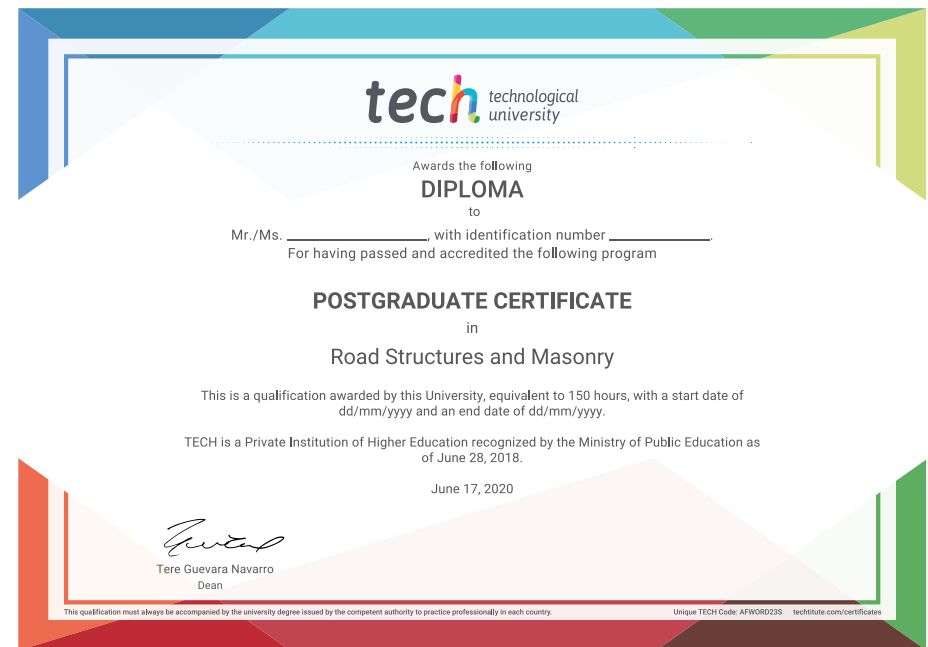 tech technological
university
Awards the following
DIPLOMA
to
Mr./Ms. ____________, with identification number ____________.
For having passed and accredited the following program
POSTGRADUATE CERTIFICATE
in
Road Structures and Masonry
This is a qualification awarded by this University, equivalent to 150 hours, with a start date of
dd/mm/yyyy and an end date of dd/mm/yyyy.
TECH is a Private Institution of Higher Education recognized by the Ministry of Public Education as
of June 28, 2018.
June 17, 2020
Tere Guevara Navarro
Dean
This qualification must always be accompanied by the university degree issued by the competent authority to practice professionally in each country.
Unique TECH Code: AFWORD23S techtitute.com/certificates